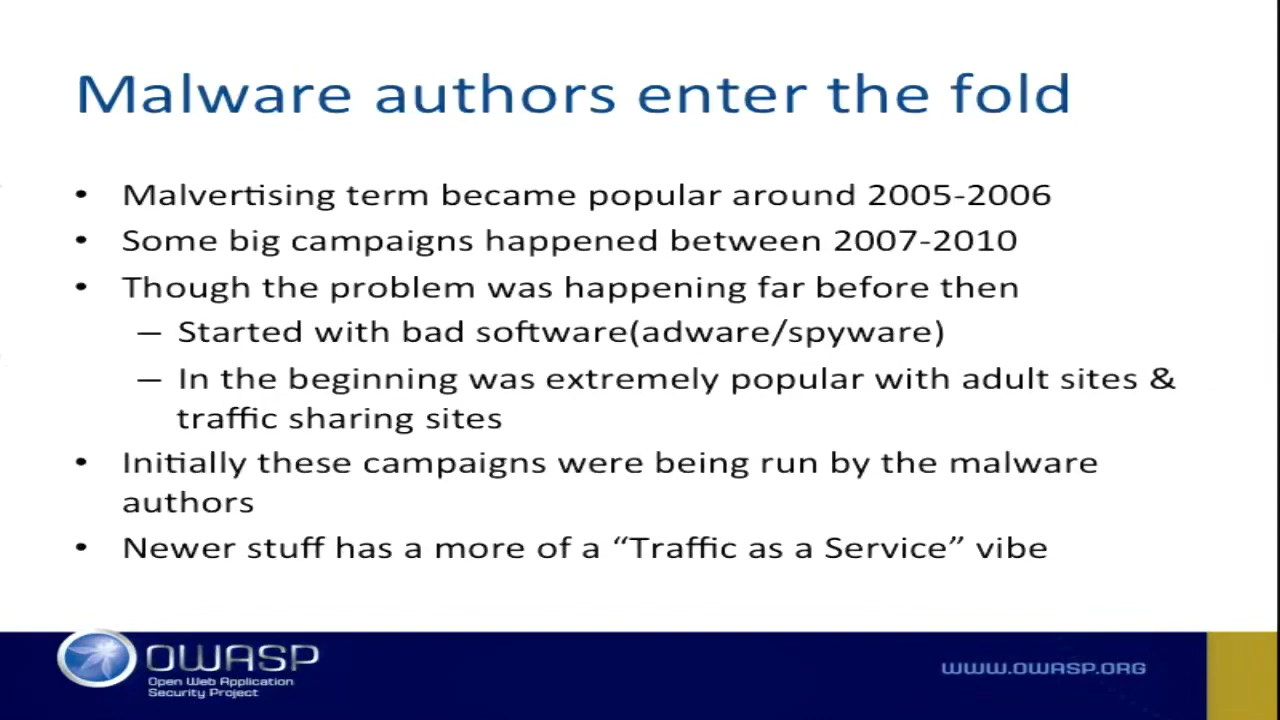 Malware authors enter the fold
• Malvertising term became popular around 2005-2006
• Some big campaigns happened between 2007-2010
• Though the problem was happening far before then
– Started with bad software(adware/spyware)
– In the beginning was extremely popular with adult sites &
traffic sharing sites
• Initially these campaigns were being run by the malware
authors
• Newer stuff has a more of a “Traffic as a Service” vibe
OWASP
Open Web Application
Security Project
WWW.OWASP.ORG